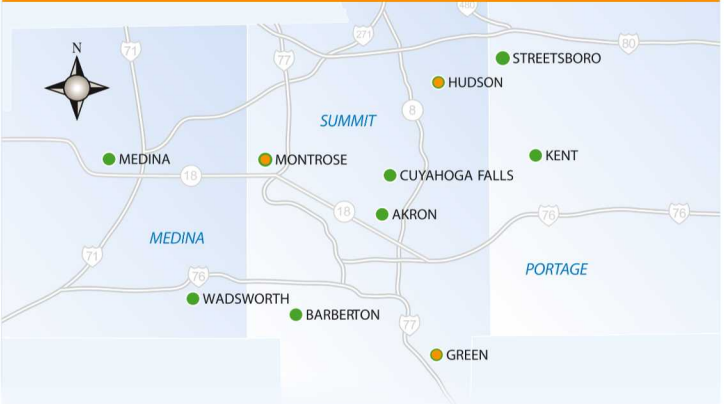 480
271
71
N
77
80
STREETSBORO
HUDSON
8
SUMMIT
MEDINA
MONTROSE
KENT
18
CUYAHOGA FALLS
18
AKRON
76
76
MEDINA
71
PORTAGE
76
WADSWORTH
BARBERTON
77
GREEN